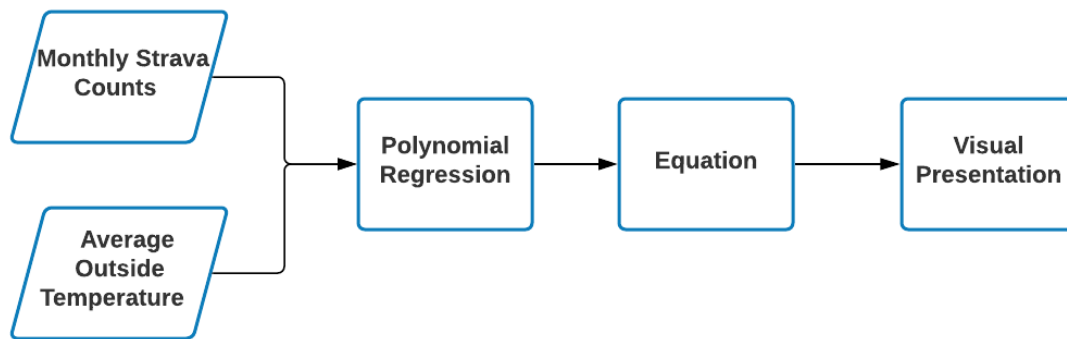 Monthly Strava
Counts
Average
Outside
Temperature
Polynomial
Regression
Equation
Visual
Presentation